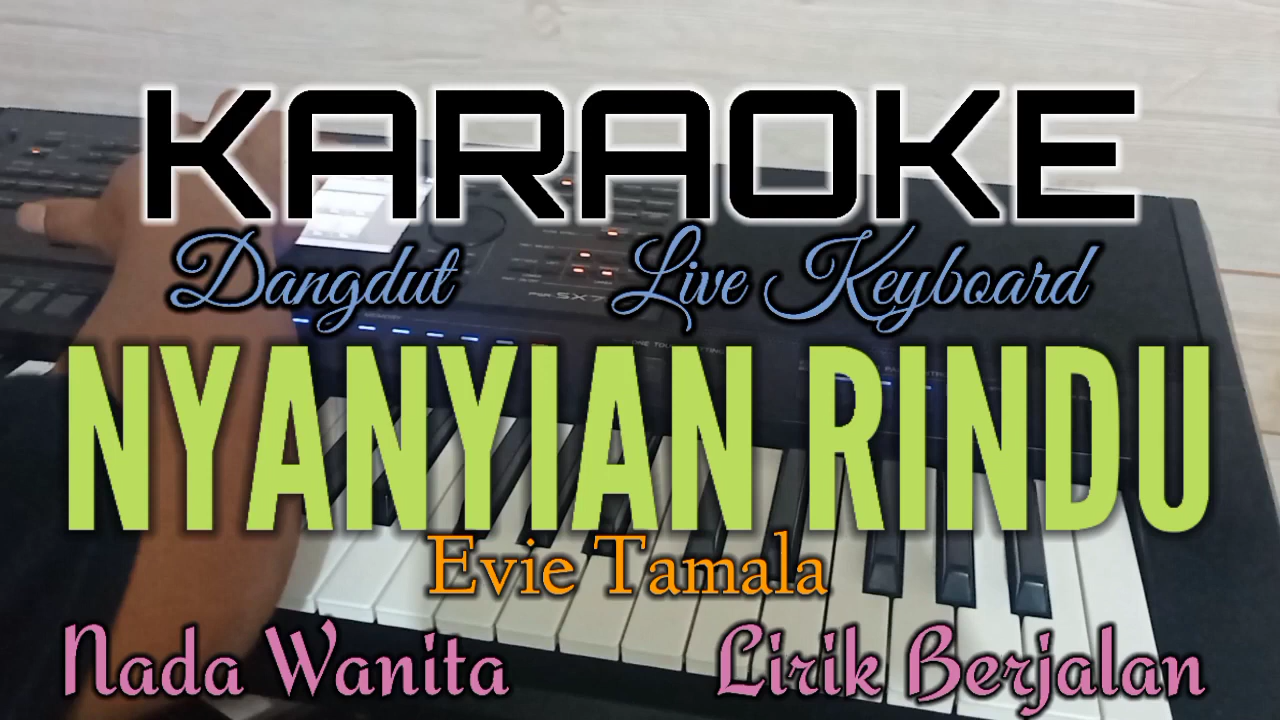 KARAOKE
Dangdut Live Keyboard
NYANYIAN RINDU
Evie Tamala
Nada Wanita Lirik Berjalan